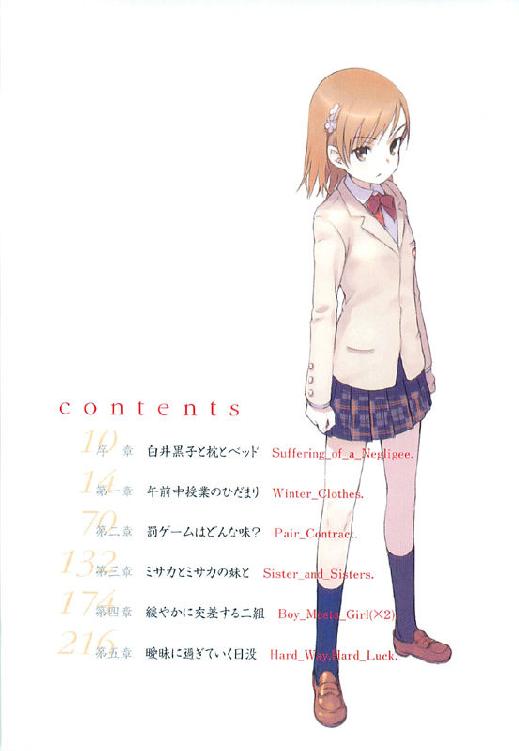 contents
10 序 章 白井黒子と枕とベッド Suffering_of_a_Negligee.
14 第一章 午前中授業のひだまり Winter_Clothes.
70 第二章 罰ゲームはどんな味？ Pair_Contract.
132 第三章 ミサカとミサカの妹と Sister_and_Sisters.
174 第四章 緩やかに交差する二組 Boy_Meets_Girl(×2).
216 第五章 曖昧に過ぎていく日没 Hard_Way,Hard_Luck.